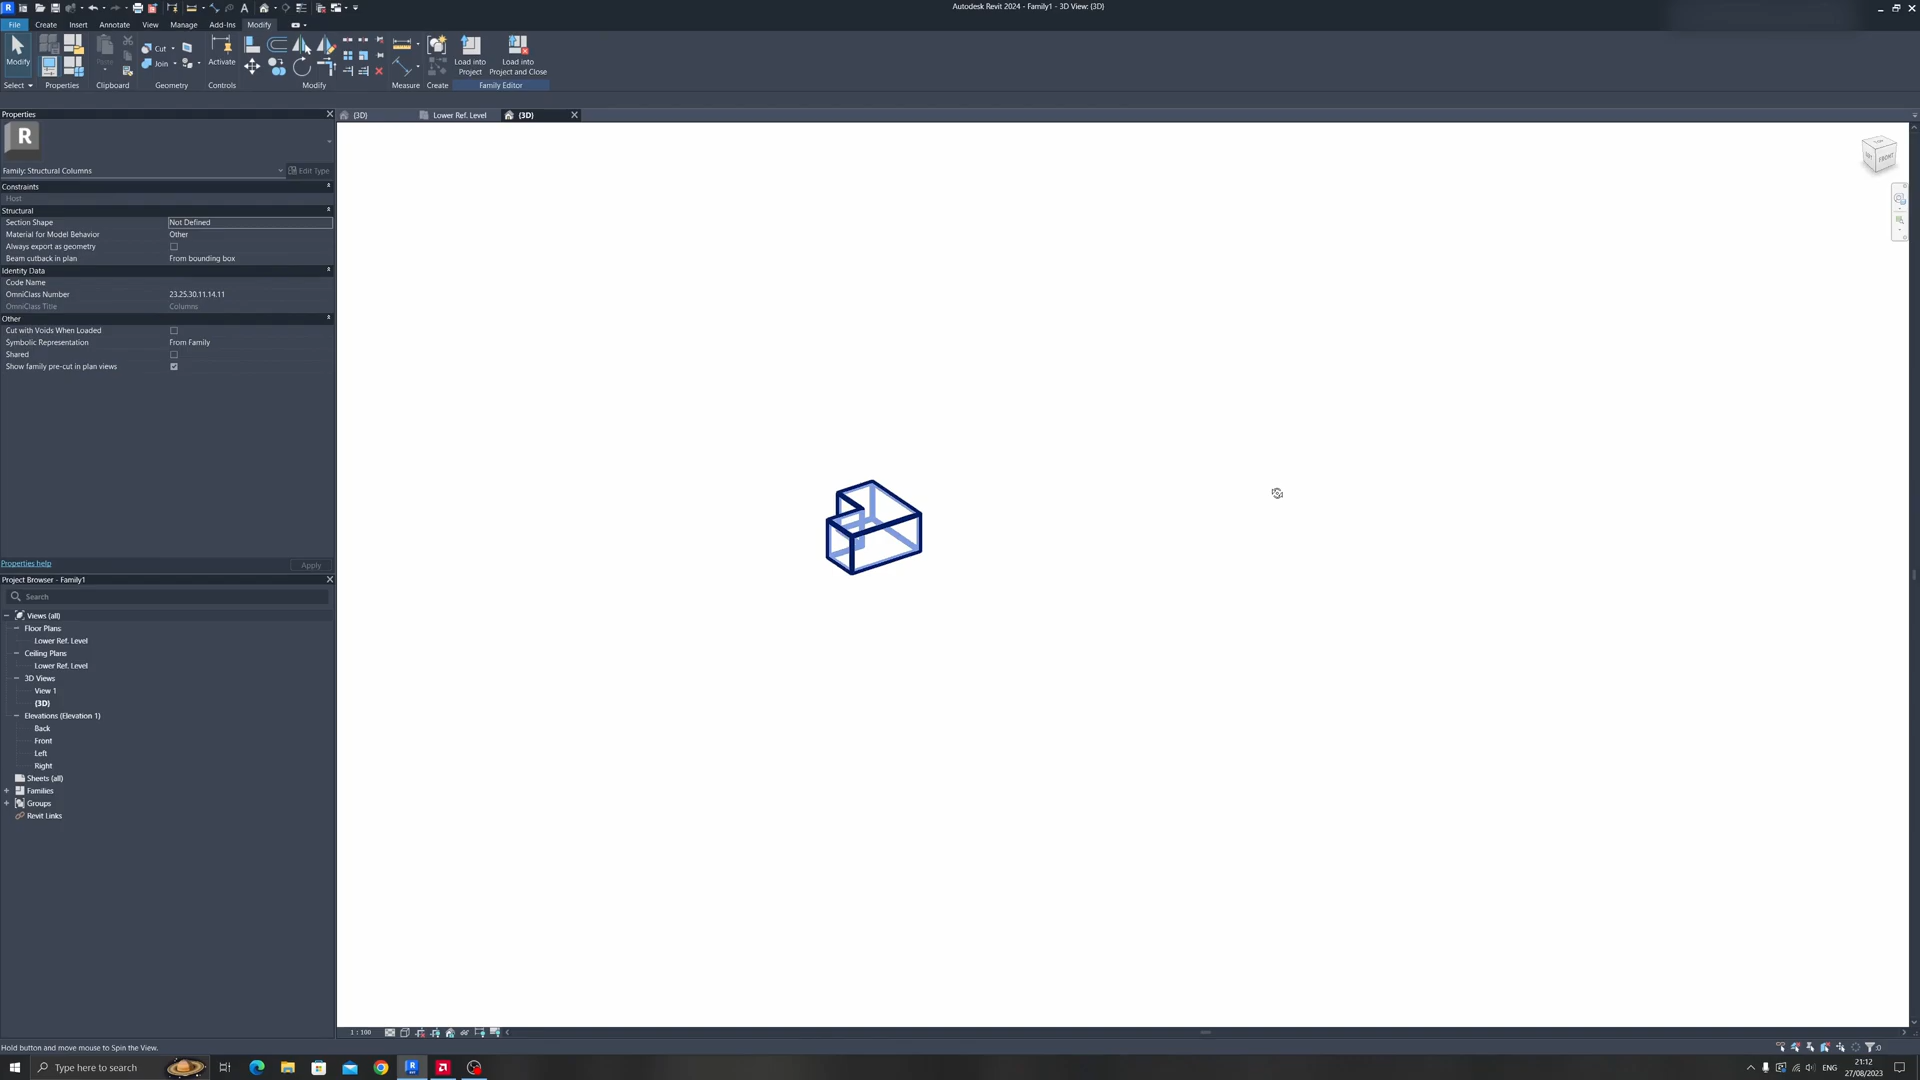 Autodesk Revit 2024 - Family1 - 3D View: {3D}
File Create Insert Annotate View Manage Add-Ins Modify
Modify
Paste
Cut
Join
Activate
Load into
Project
Load into
Project and Close
Select Properties Clipboard Geometry Controls Modify Measure Create Family Editor
Properties
{3D}
Lower Ref. Level
{3D}
R
Family: Structural Columns
Edit Type
Constraints
Host
Structural
Section Shape Not Defined
Material for Model Behavior Other
Always export as geometry
Beam cutback in plan From bounding box
Identity Data
Code Name
OmniClass Number 23.25.30.11.14.11
OmniClass Title Columns
Other
Cut with Voids When Loaded
Symbolic Representation From Family
Shared
Show family pre-cut in plan views
Properties help
Apply
Project Browser - Family1
Search
Views (all)
Floor Plans
Lower Ref. Level
Ceiling Plans
Lower Ref. Level
3D Views
View 1
{3D}
Elevations (Elevation 1)
Back
Front
Left
Right
Sheets (all)
Families
Groups
Revit Links
TOP
LEFT
FRONT
1 : 100
Hold button and move mouse to Spin the View.
:0
Type here to search
ENG
21:12
27/08/2023